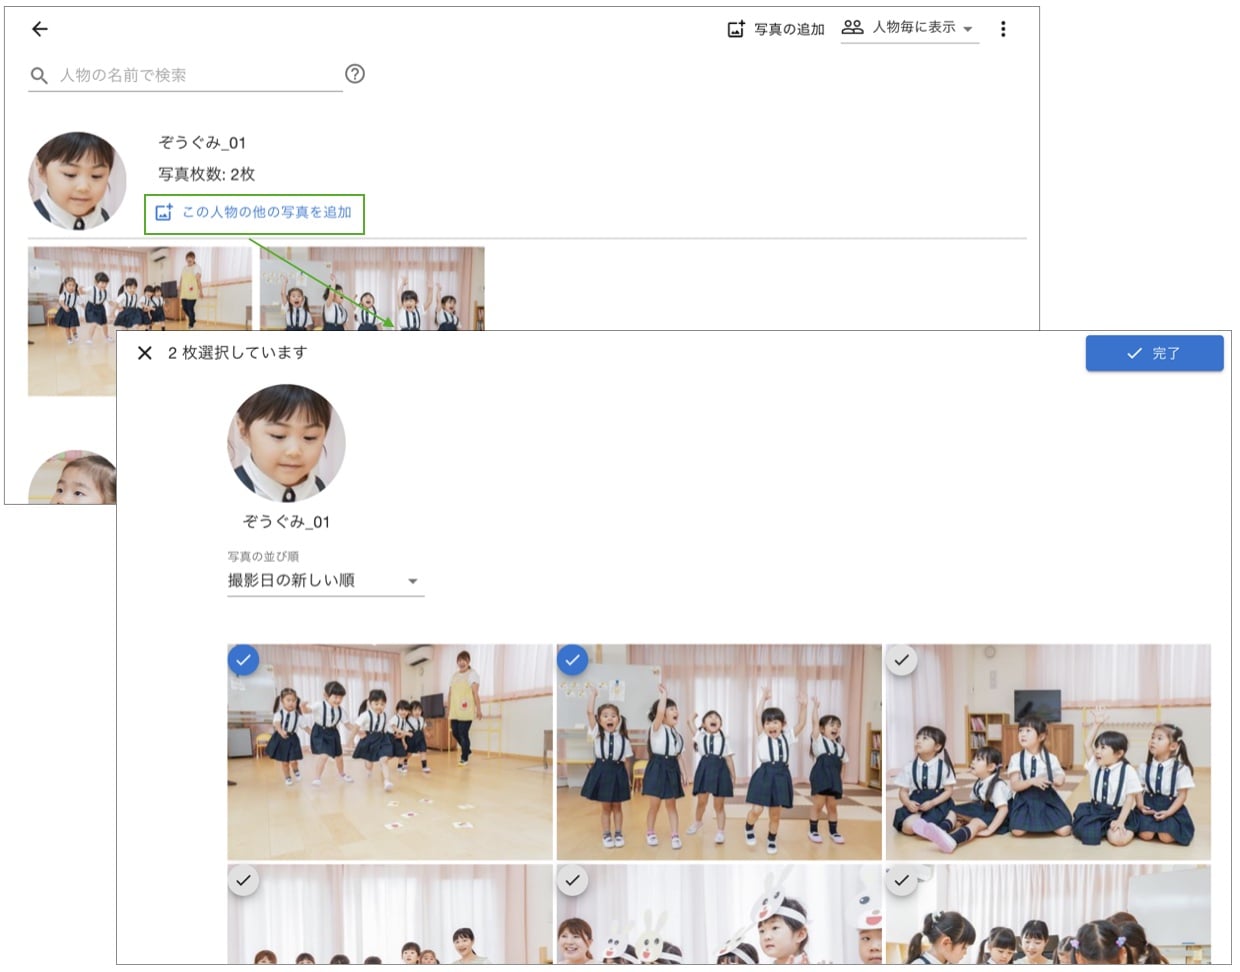 写真の追加
人物毎に表示
人物の名前で検索
ぞうぐみ_01
写真枚数: 2枚
この人物の他の写真を追加
2 枚選択しています
完了
ぞうぐみ_01
写真の並び順
撮影日の新しい順